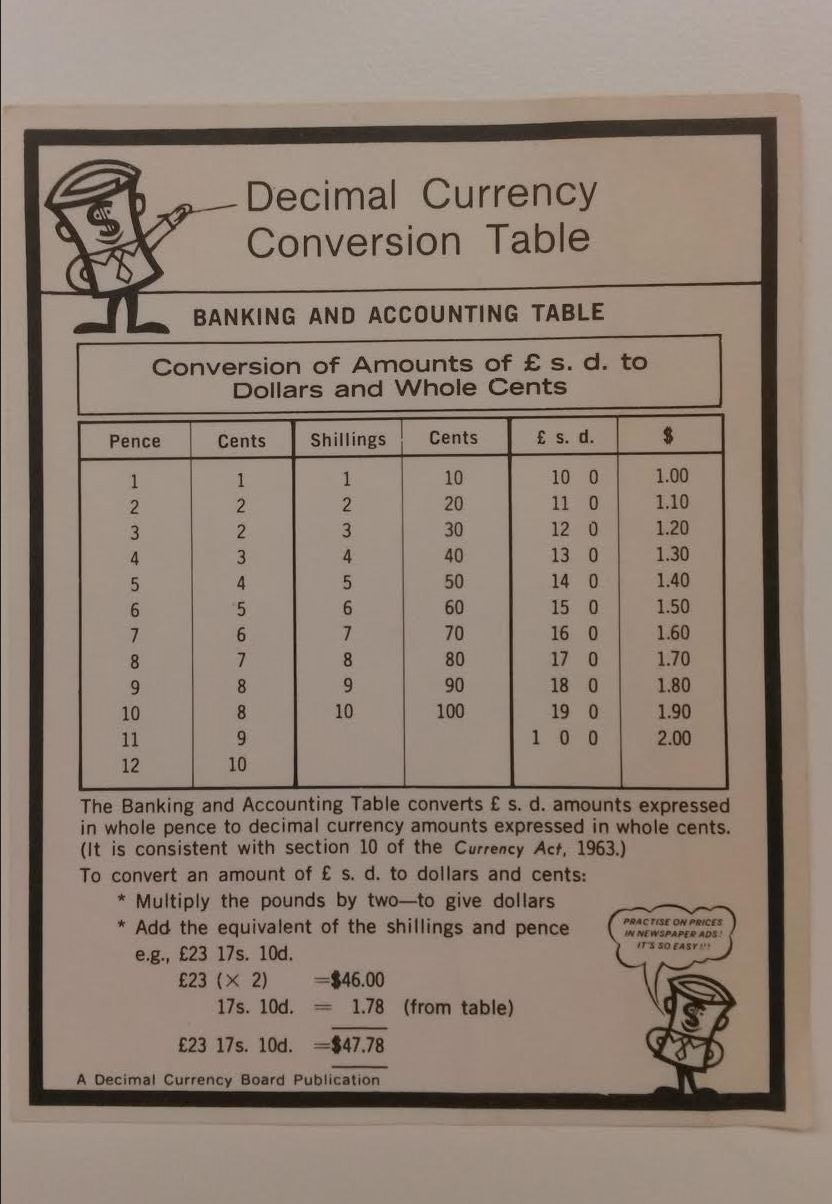 $
Decimal Currency
Conversion Table
BANKING AND ACCOUNTING TABLE
Conversion of Amounts of £ s. d. to
Dollars and Whole Cents
Pence Cents Shillings Cents £ s. d. $
1 1 1 10 10 0 1.00
2 2 2 20 11 0 1.10
3 2 3 30 12 0 1.20
4 3 4 40 13 0 1.30
5 4 5 50 14 0 1.40
6 5 6 60 15 0 1.50
7 6 7 70 16 0 1.60
8 7 8 80 17 0 1.70
9 8 9 90 18 0 1.80
10 8 10 100 19 0 1.90
11 9 1 0 0 2.00
12 10
The Banking and Accounting Table converts £ s. d. amounts expressed
in whole pence to decimal currency amounts expressed in whole cents.
(It is consistent with section 10 of the Currency Act, 1963.)
To convert an amount of £ s. d. to dollars and cents:
* Multiply the pounds by two—to give dollars
* Add the equivalent of the shillings and pence
e.g., £23 17s. 10d.
£23 (× 2) =$46.00
17s. 10d. = 1.78 (from table)
£23 17s. 10d. =$47.78
A Decimal Currency Board Publication
PRACTISE ON PRICES
IN NEWSPAPER ADS!
IT'S SO EASY!!!
$